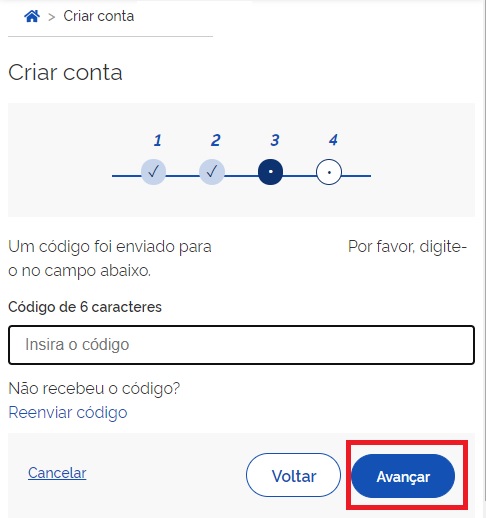 > Criar conta
Criar conta
1 2 3 4
Um código foi enviado para Por favor, digite-
o no campo abaixo.
Código de 6 caracteres
Insira o código
Não recebeu o código?
Reenviar código
Cancelar Voltar Avançar